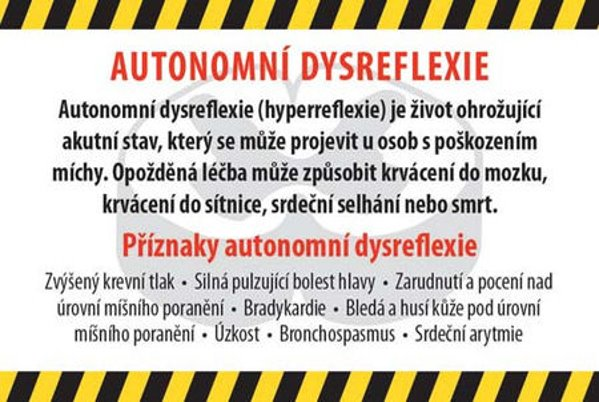 AUTONOMNÍ DYSREFLEXIE
Autonomní dysreflexie (hyperreflexie) je život ohrožující
akutní stav, který se může projevit u osob s poškozením
míchy. Opožděná léčba může způsobit krvácení do mozku,
krvácení do sítnice, srdeční selhání nebo smrt.
Příznaky autonomní dysreflexie
Zvýšený krevní tlak • Silná pulzující bolest hlavy • Zarudnutí a pocení nad
úrovní míšního poranění • Bradykardie • Bledá a husí kůže pod úrovní
míšního poranění • Úzkost • Bronchospasmus • Srdeční arytmie